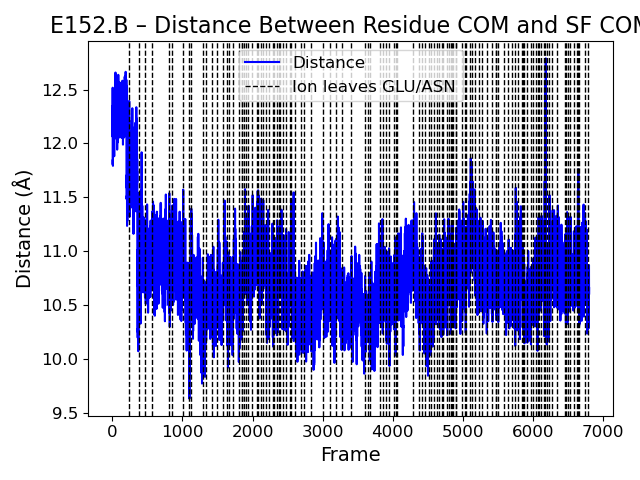 E152.B – Distance Between Residue COM and SF COM
Distance
Ion leaves GLU/ASN
Distance (Å)
12.5
12.0
11.5
11.0
10.5
10.0
9.5
0 1000 2000 3000 4000 5000 6000 7000
Frame